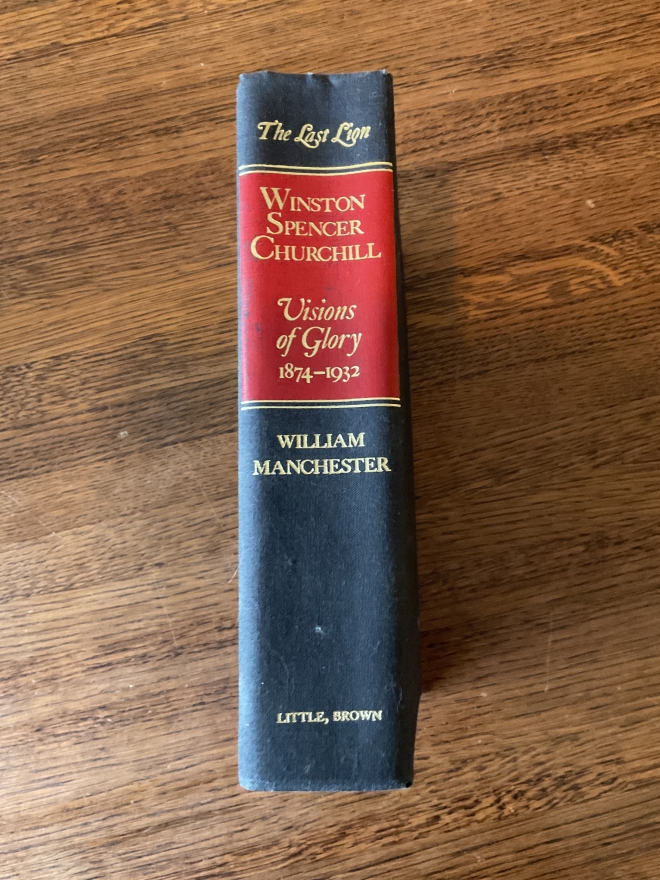 The Last Lion
WINSTON
SPENCER
CHURCHILL
Visions
of Glory
1874–1932
WILLIAM
MANCHESTER
LITTLE, BROWN